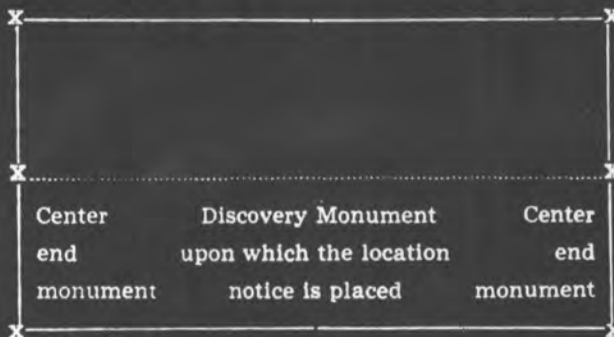 X X
X X
Center Discovery Monument Center
end upon which the location end
monument notice is placed monument
X X